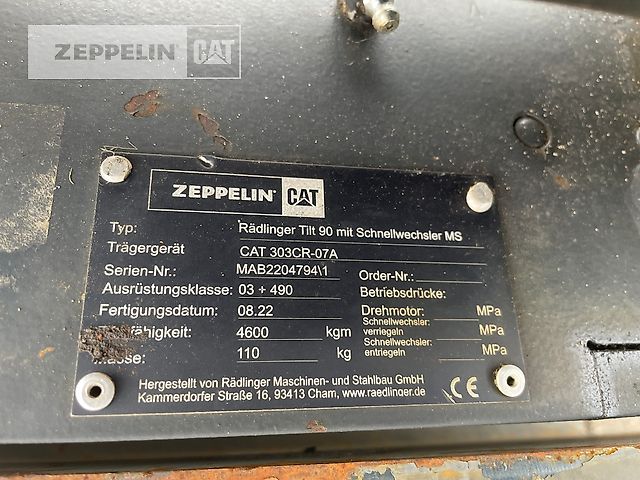 ZEPPELIN CAT
ZEPPELIN CAT
Typ: Rädlinger Tilt 90 mit Schnellwechsler MS
Trägergerät CAT 303CR-07A
Serien-Nr.: MAB2204794\1 Order-Nr.:
Ausrüstungsklasse: 03 + 490 Betriebsdrücke:
Fertigungsdatum: 08.22 Drehmotor: MPa
4600 kgm Schnellwechsler: verriegeln MPa
110 kg Schnellwechsler: entriegeln MPa
Hergestellt von Rädlinger Maschinen- und Stahlbau GmbH
Kammerdorfer Straße 16, 93413 Cham, www.raedlinger.de CE